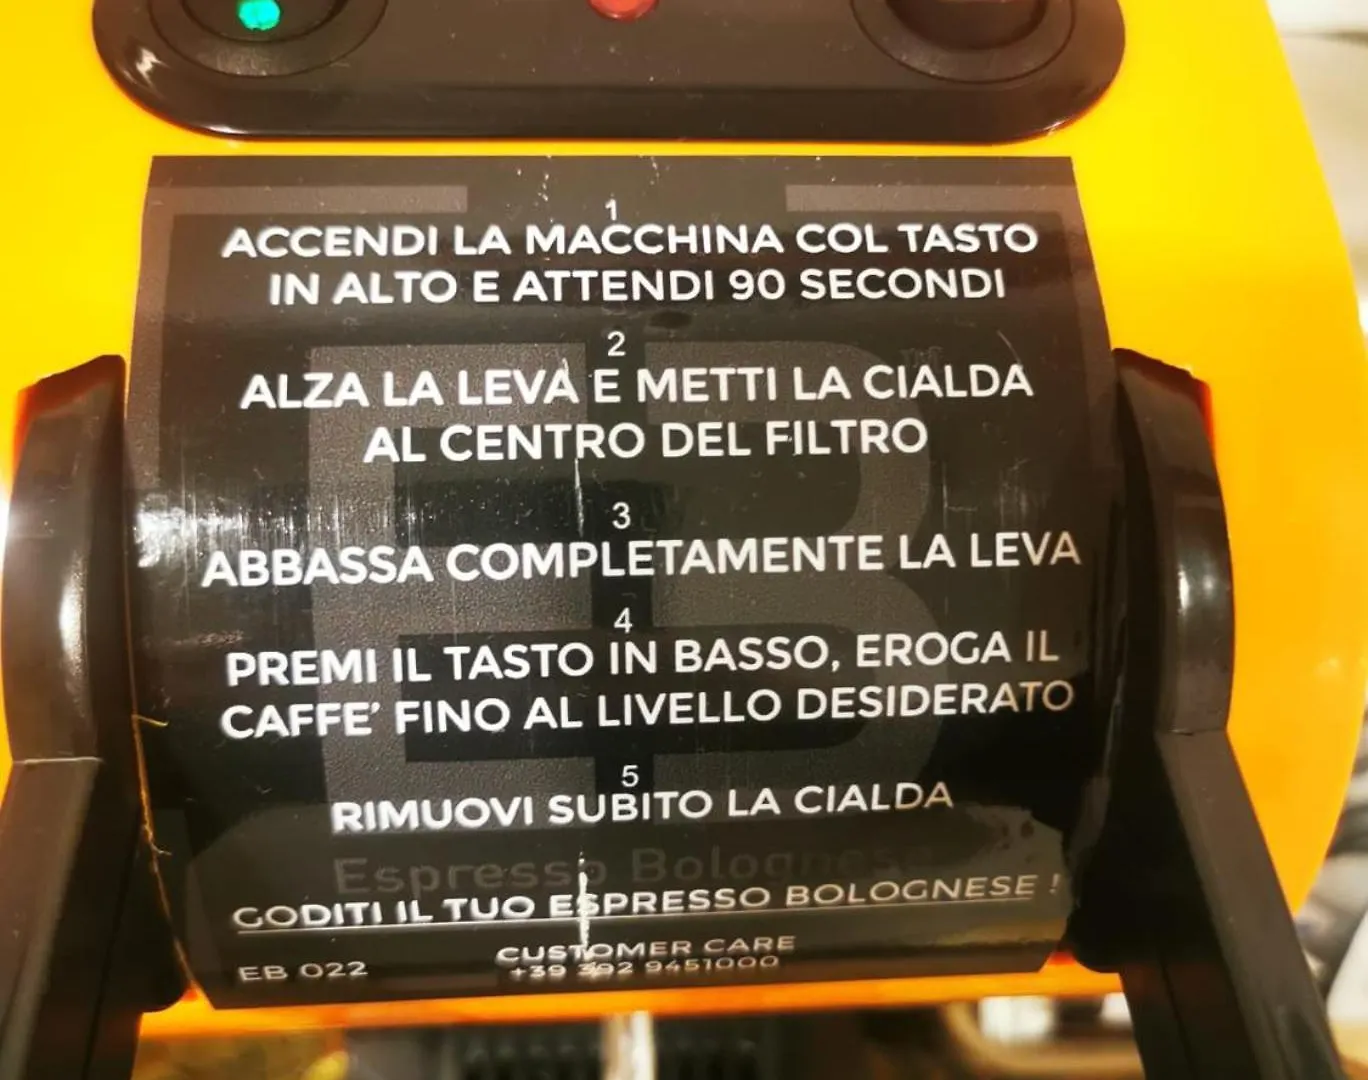 1
ACCENDI LA MACCHINA COL TASTO
IN ALTO E ATTENDI 90 SECONDI
2
ALZA LA LEVA E METTI LA CIALDA
AL CENTRO DEL FILTRO
3
ABBASSA COMPLETAMENTE LA LEVA
4
PREMI IL TASTO IN BASSO, EROGA IL
CAFFE' FINO AL LIVELLO DESIDERATO
5
RIMUOVI SUBITO LA CIALDA
Espresso Bolognese
GODITI IL TUO ESPRESSO BOLOGNESE !
CUSTOMER CARE
EB 022
+39 392 9451000